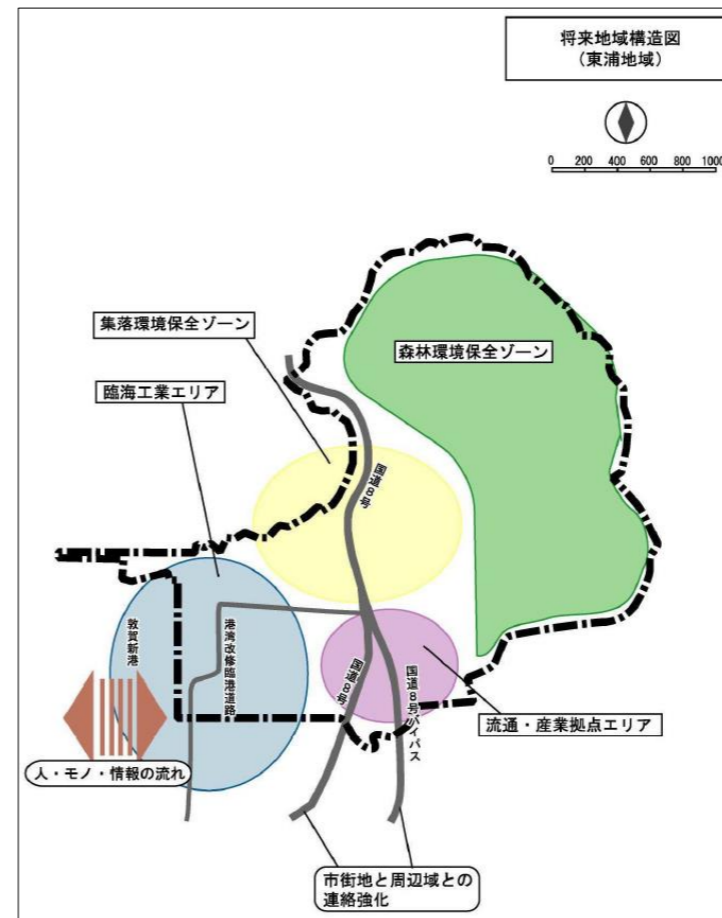 将来地域構造図
（東浦地域）
0 200 400 600 800 1000
集落環境保全ゾーン
森林環境保全ゾーン
臨海工業エリア
国道8号
敦賀新港
港湾改修臨港道路
国道8号
国道8号バイパス
流通・産業拠点エリア
人・モノ・情報の流れ
市街地と周辺域との
連絡強化